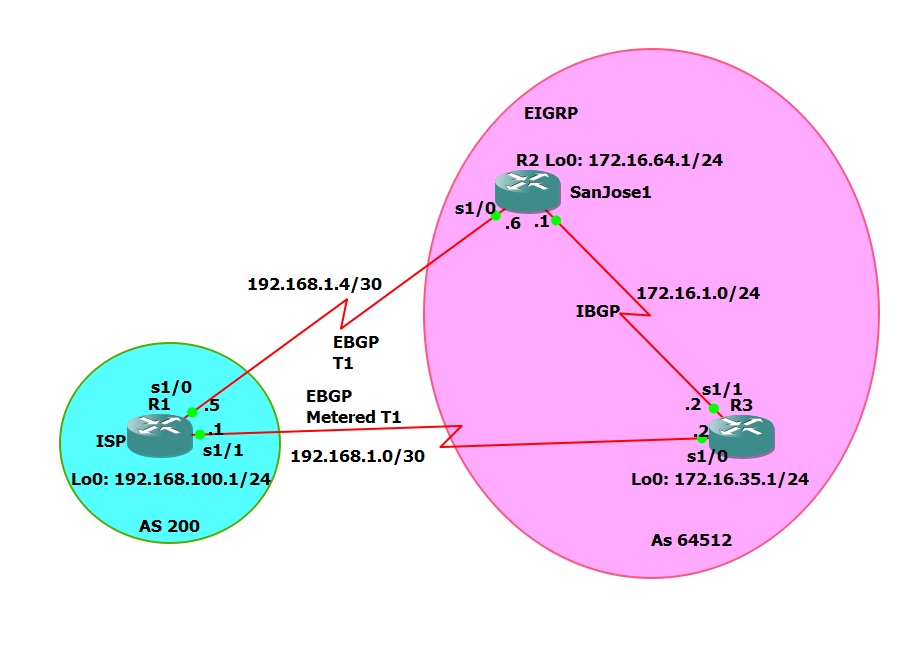 EIGRP
R2 Lo0: 172.16.64.1/24
SanJose1
s1/0
.6
.1
192.168.1.4/30
172.16.1.0/24
IBGP
EBGP
T1
s1/0
R1
.5
EBGP
Metered T1
s1/1
.2
R3
ISP
.1
s1/1
.2
192.168.1.0/30
s1/0
Lo0: 192.168.100.1/24
Lo0: 172.16.35.1/24
AS 200
As 64512